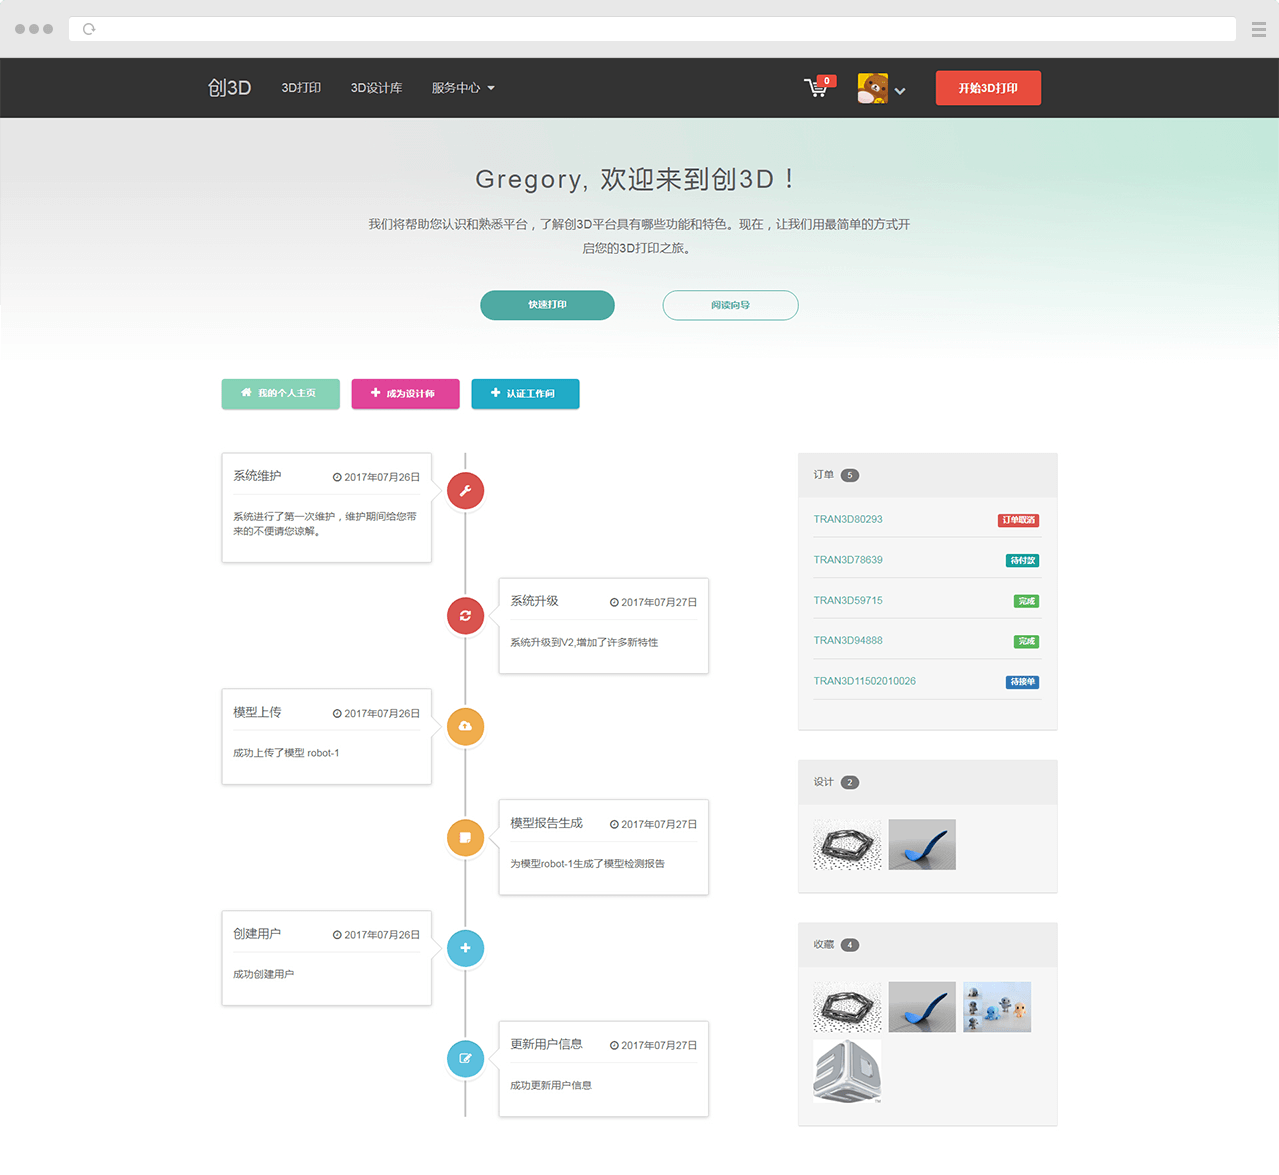 创3D
3D打印
3D设计库
服务中心
0
开始3D打印
Gregory, 欢迎来到创3D！
我们将帮助您认识和熟悉平台，了解创3D平台具有哪些功能和特色。现在，让我们用最简单的方式开
启您的3D打印之旅。
快速打印
阅读向导
我的个人主页
成为设计师
认证工作间
系统维护
2017年07月26日
系统进行了第一次维护，维护期间给您带
来的不便请您谅解。
系统升级
2017年07月27日
系统升级到V2,增加了许多新特性
模型上传
2017年07月26日
成功上传了模型 robot-1
模型报告生成
2017年07月27日
为模型robot-1生成了模型检测报告
创建用户
2017年07月26日
成功创建用户
更新用户信息
2017年07月27日
成功更新用户信息
订单 5
TRAN3D80293 订单取消
TRAN3D78639 待付款
TRAN3D59715 完成
TRAN3D94888 完成
TRAN3D11502010026 待接单
设计 2
收藏 4
3D
TM